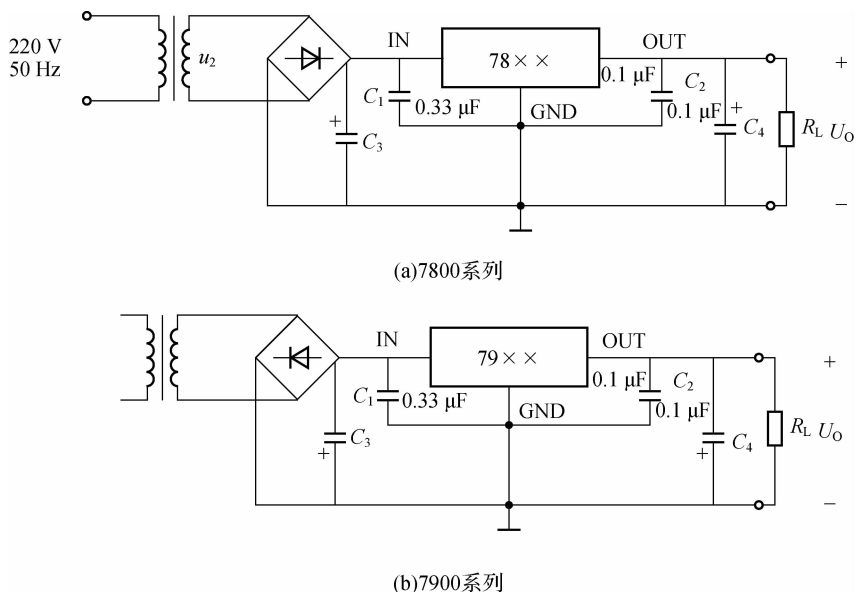 220 V
50 Hz
u₂
IN
78××
OUT
0.1 μF
C₁
0.33 μF
C₂
0.1 μF
GND
+
C₃
+
C₄
R_L
U_O
+
−
(a)7800系列
IN
79××
OUT
0.1 μF
C₁
0.33 μF
C₂
0.1 μF
GND
+
C₃
+
C₄
R_L
U_O
+
−
(b)7900系列